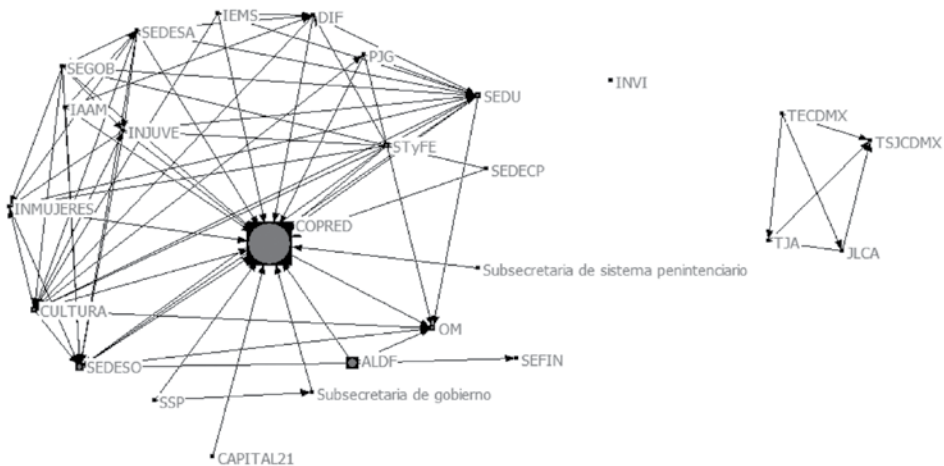 IEMS
DIF
SEDESA
PJG
SEGOB
INVI
SEDU
IAAM
TECDMX
INJUVE
TSJCDMX
STyFE
SEDECP
INMUJERES
COPRED
TJA
JLCA
Subsecretaria de sistema penintenciario
CULTURA
OM
SEDESO
ALDF
SEFIN
Subsecretaria de gobierno
SSP
CAPITAL21